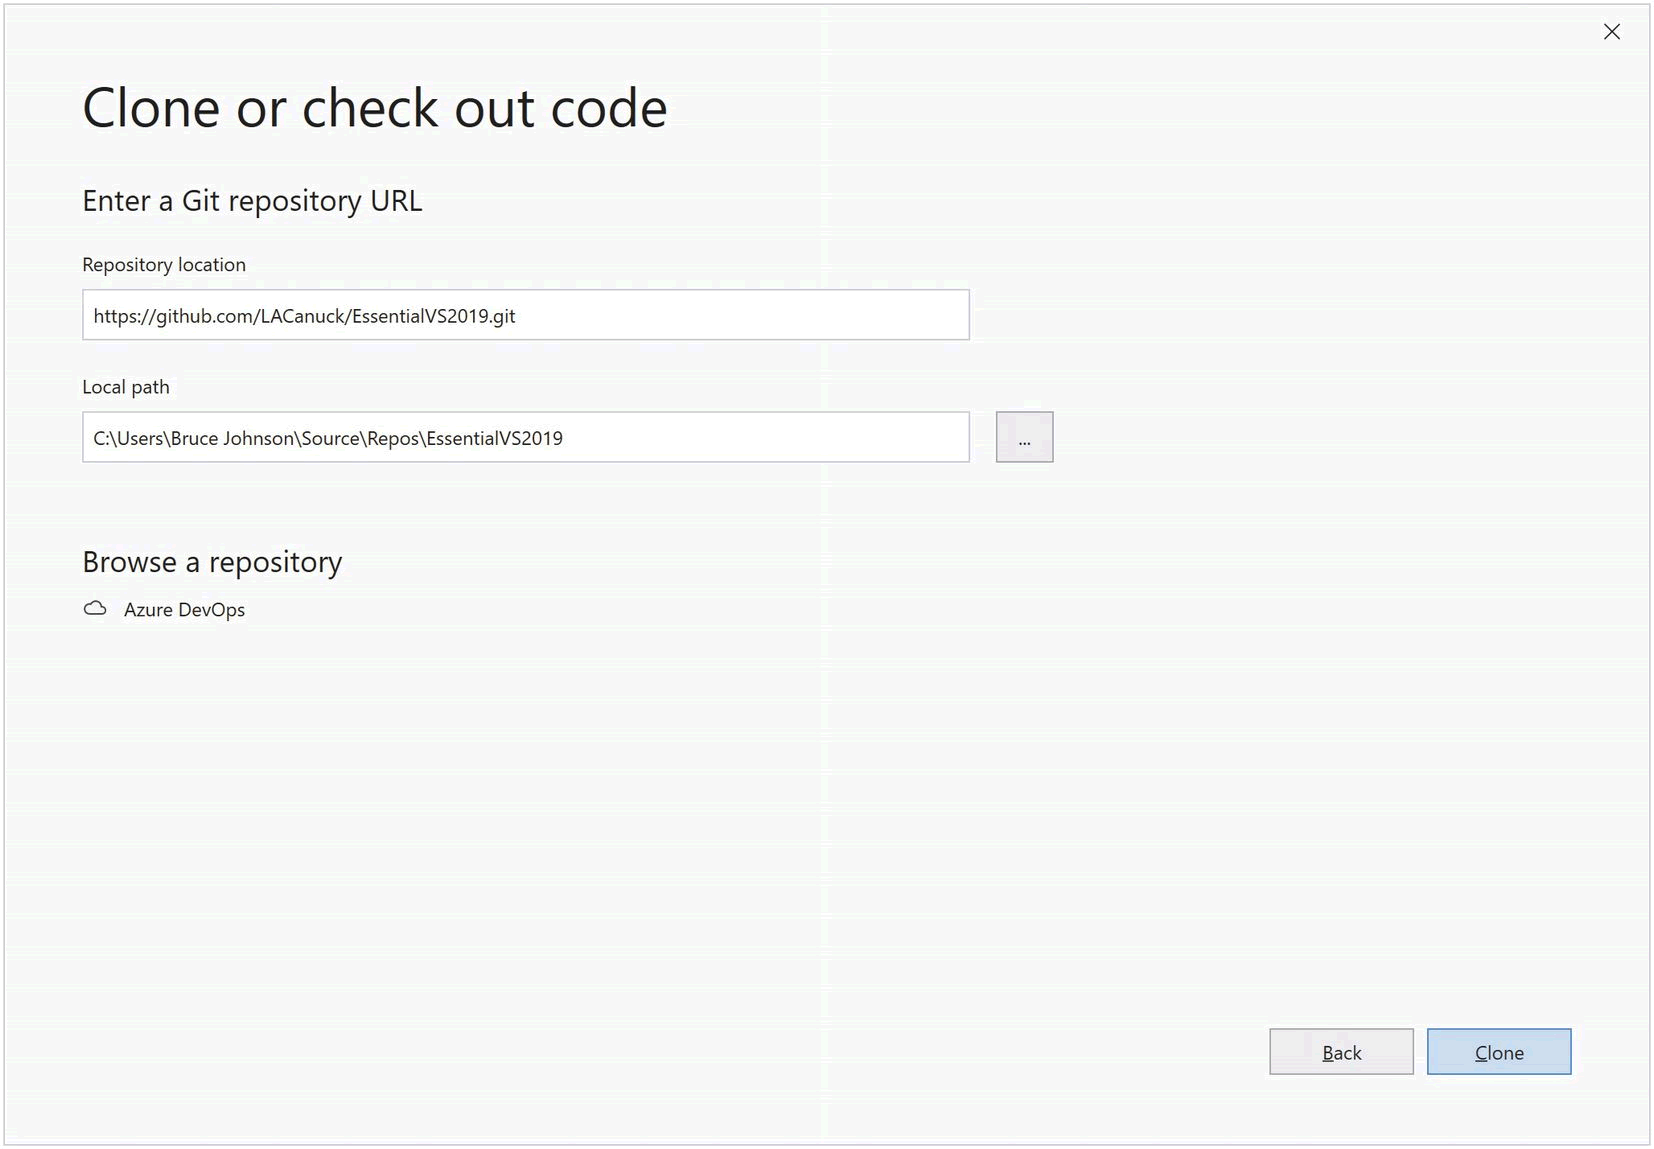 Clone or check out code
Enter a Git repository URL
Repository location
https://github.com/LACanuck/EssentialVS2019.git
Local path
C:\Users\Bruce Johnson\Source\Repos\EssentialVS2019
...
Browse a repository
Azure DevOps
Back
Clone